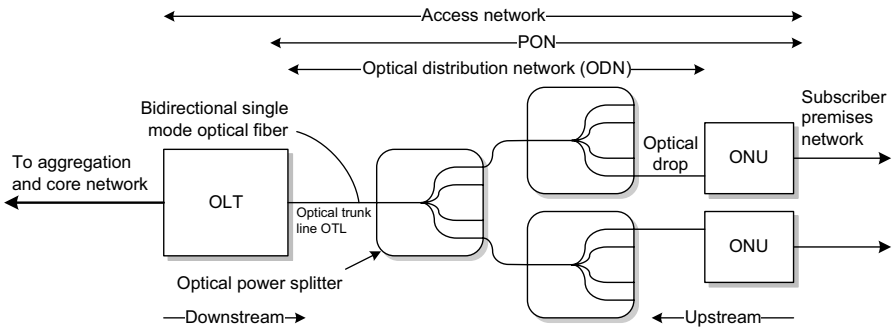 Access network
PON
Optical distribution network (ODN)
Bidirectional single
mode optical fiber
Subscriber
premises
network
To aggregation
and core network
OLT
Optical trunk
line OTL
Optical
drop
ONU
ONU
Optical power splitter
Downstream
Upstream